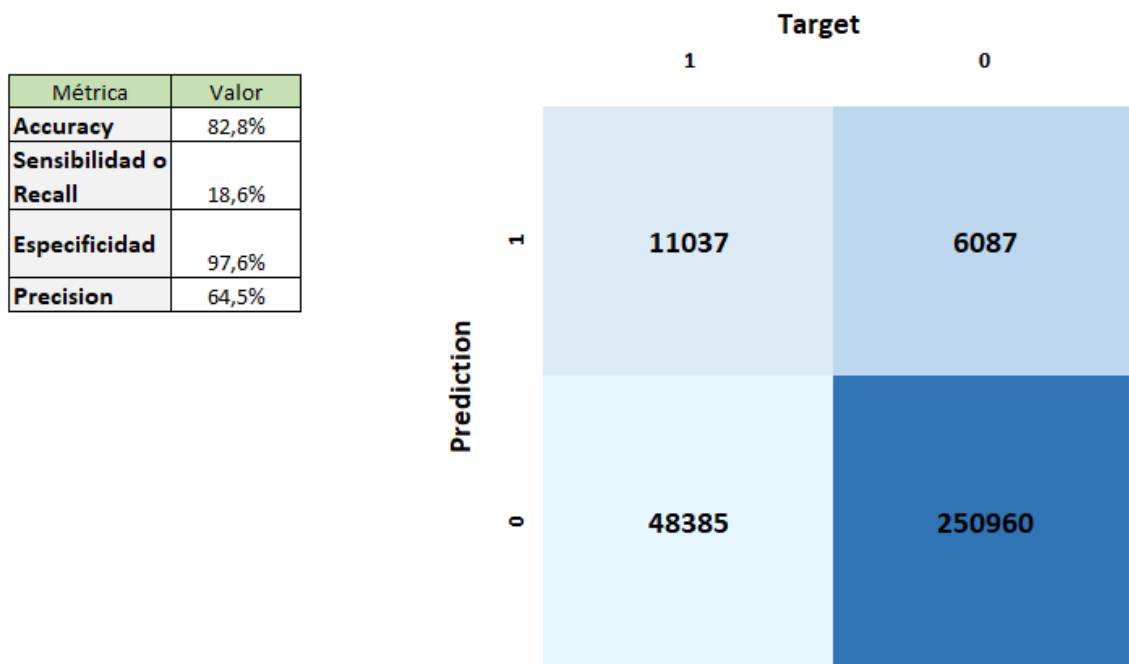 Métrica Valor
Accuracy 82,8%
Sensibilidad o
Recall 18,6%
Especificidad 97,6%
Precision 64,5%
Target
1 0
Prediction
1 11037 6087
0 48385 250960